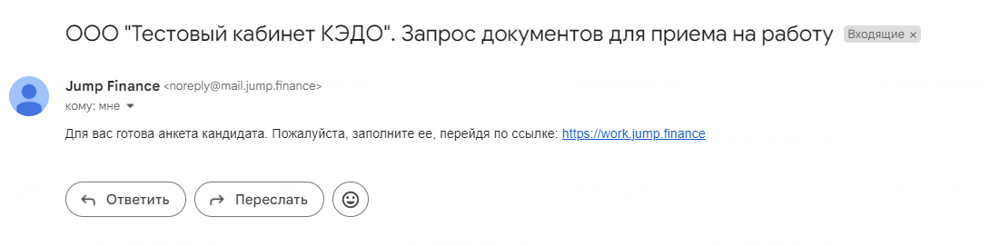 ООО "Тестовый кабинет КЭДО". Запрос документов для приема на работу Входящие ×
Jump Finance <noreply@mail.jump.finance>
кому: мне
Для вас готова анкета кандидата. Пожалуйста, заполните ее, перейдя по ссылке: https://work.jump.finance
Ответить Переслать